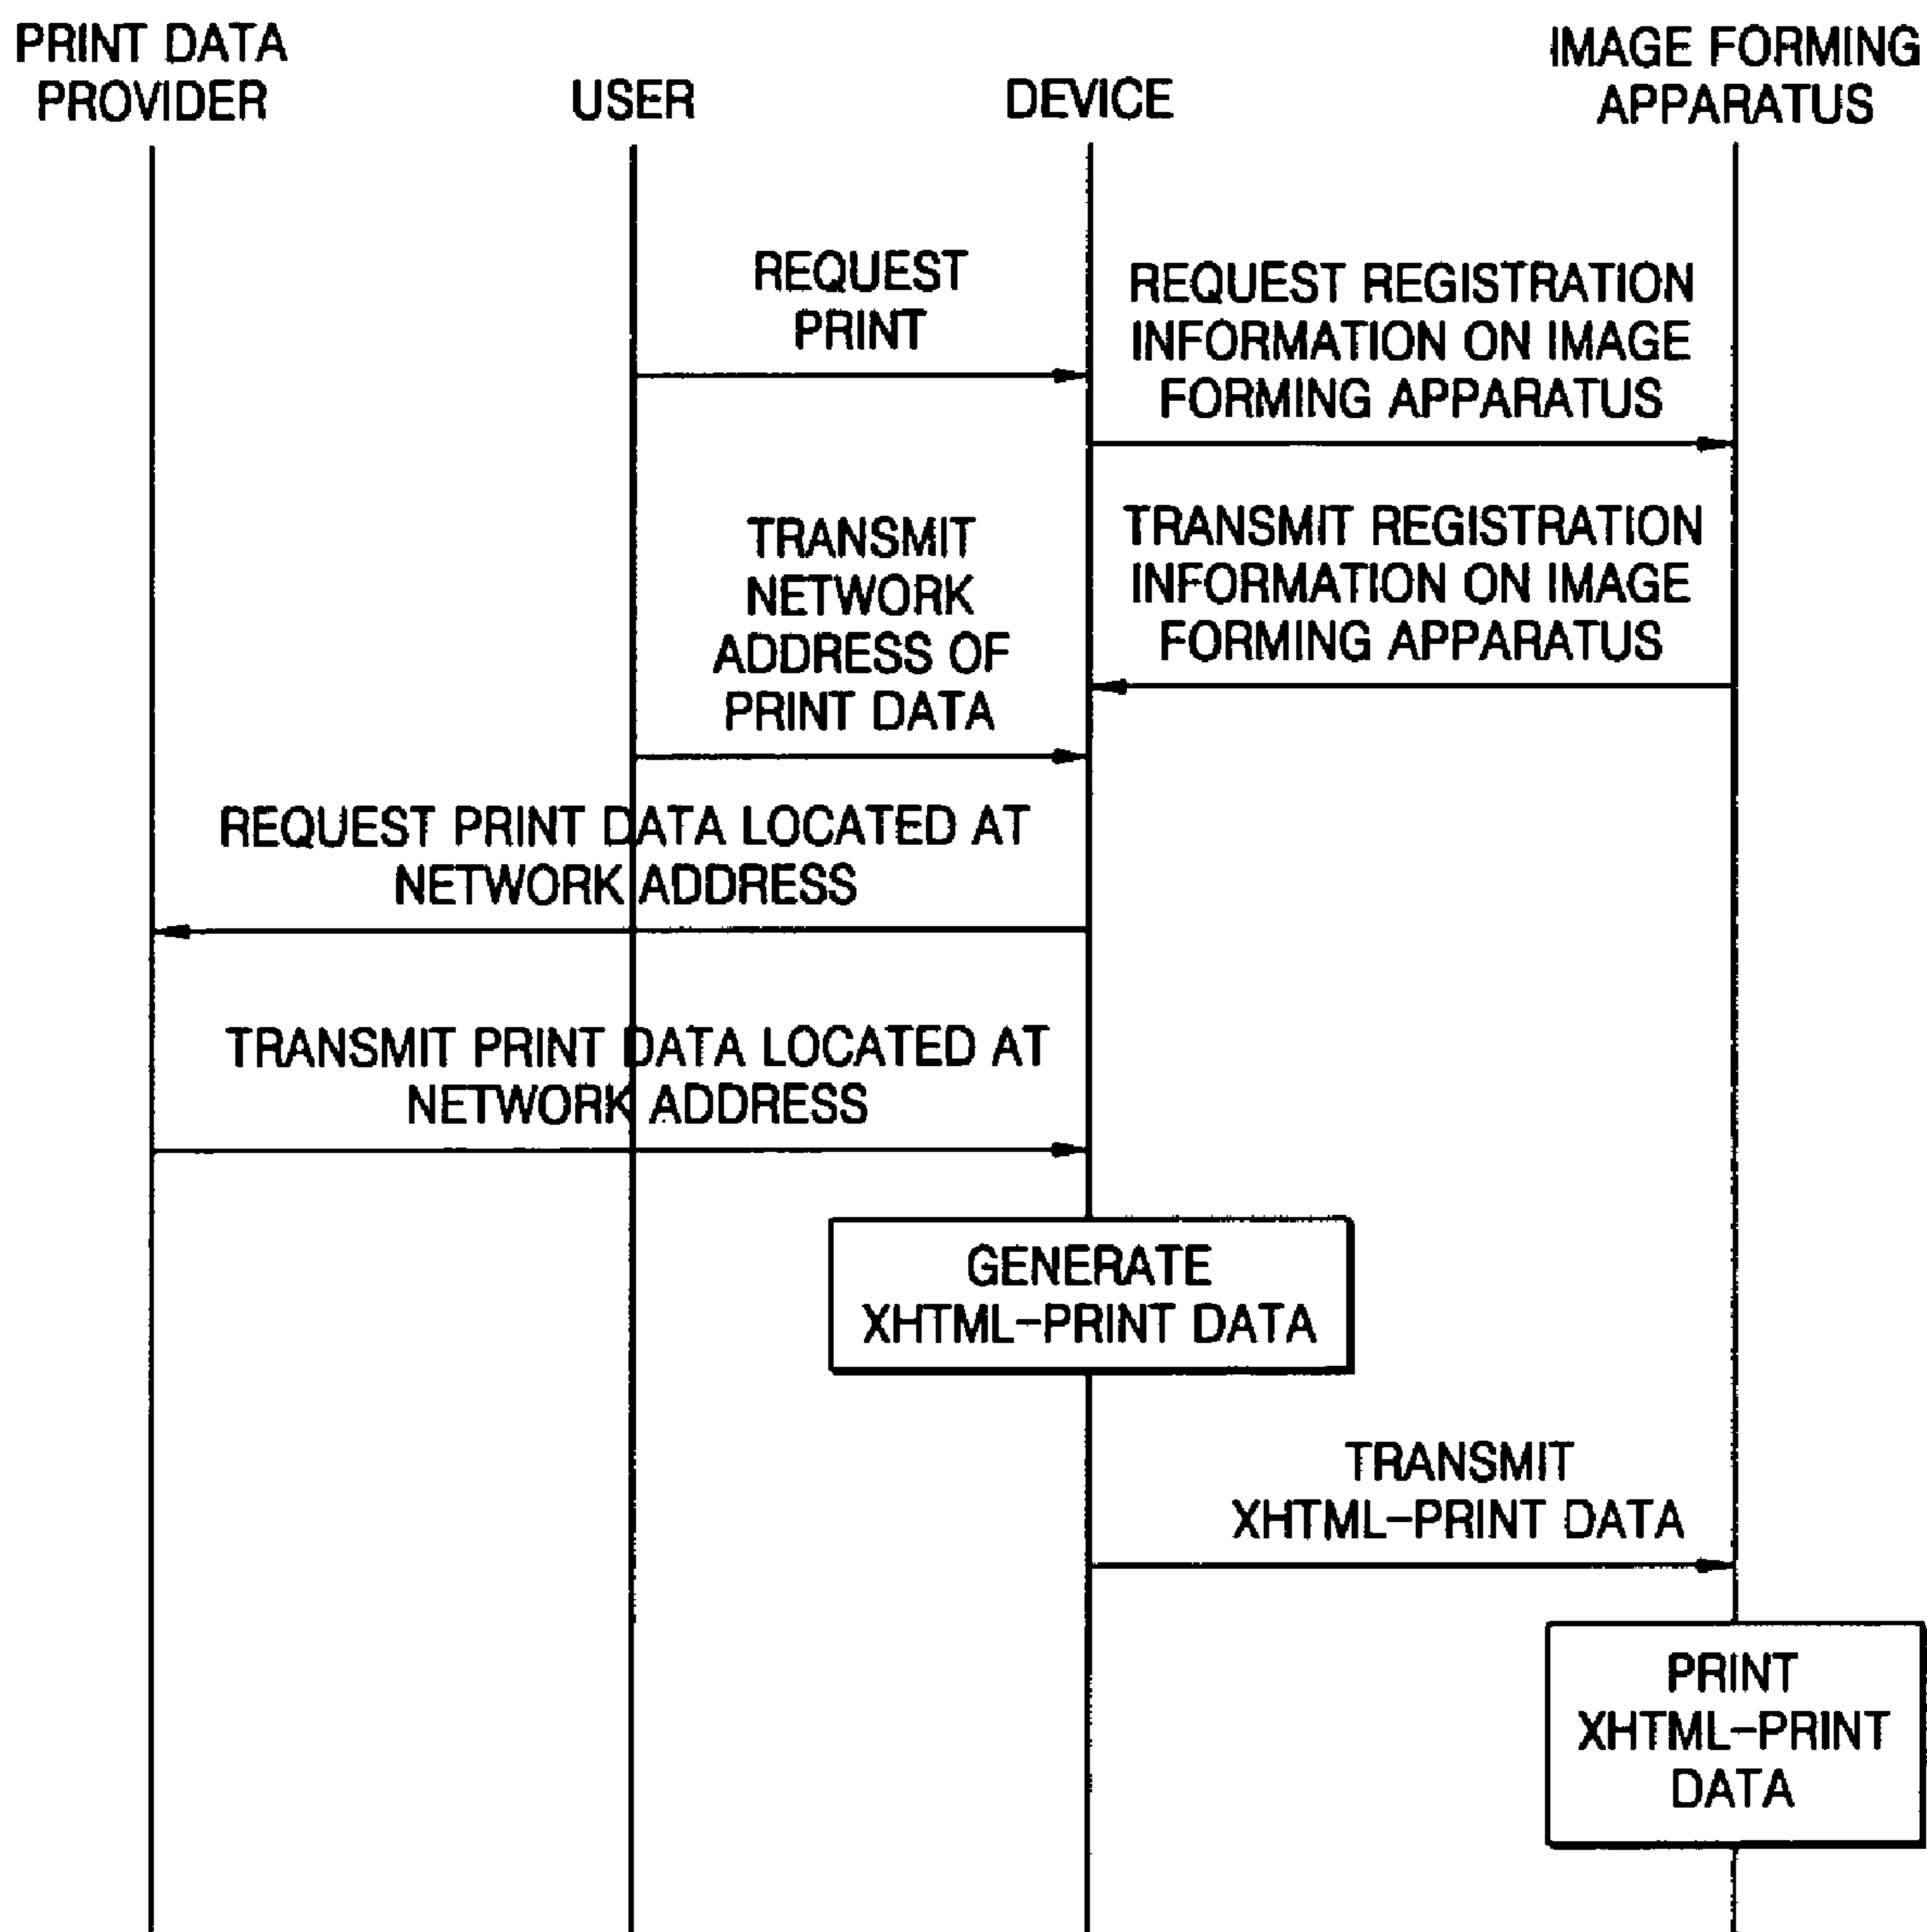 PRINT DATA
PROVIDER
USER
DEVICE
IMAGE FORMING
APPARATUS
REQUEST
PRINT
REQUEST REGISTRATION
INFORMATION ON IMAGE
FORMING APPARATUS
TRANSMIT
NETWORK
ADDRESS OF
PRINT DATA
TRANSMIT REGISTRATION
INFORMATION ON IMAGE
FORMING APPARATUS
REQUEST PRINT DATA LOCATED AT
NETWORK ADDRESS
TRANSMIT PRINT DATA LOCATED AT
NETWORK ADDRESS
GENERATE
XHTML-PRINT DATA
TRANSMIT
XHTML-PRINT DATA
PRINT
XHTML-PRINT
DATA